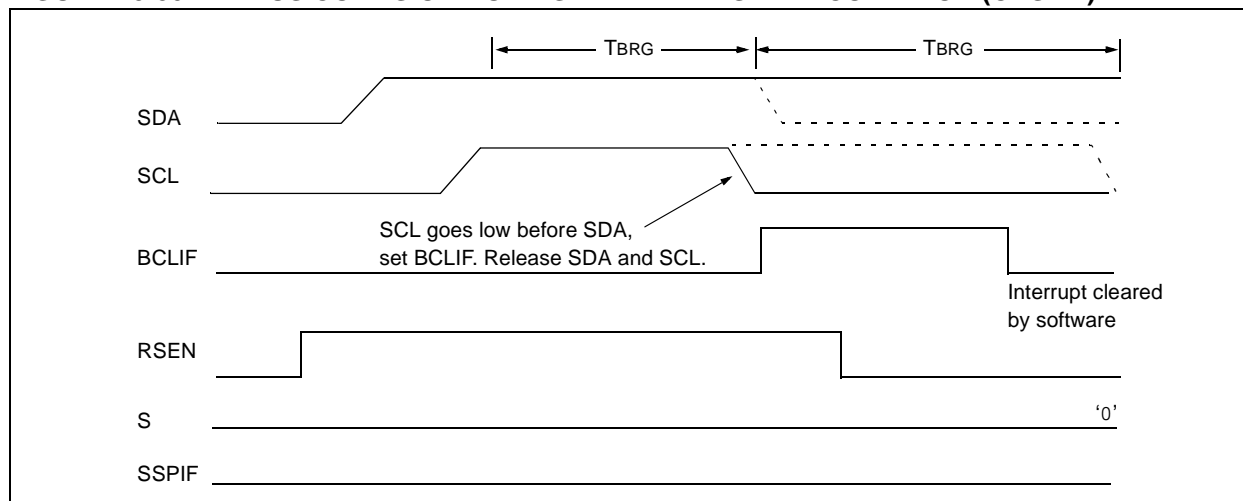 TBRG TBRG
SDA
SCL
SCL goes low before SDA,
set BCLIF. Release SDA and SCL.
BCLIF
Interrupt cleared
by software
RSEN
S ‘0’
SSPIF